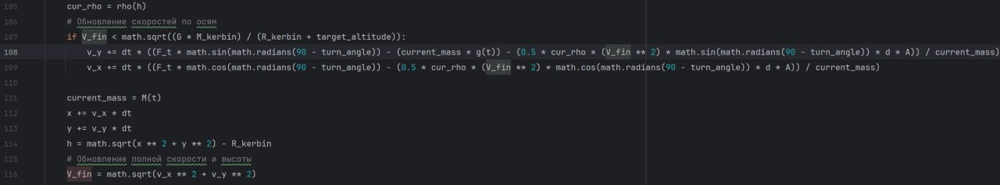 105 cur_rho = rho(h)
106 # Обновление скоростей по осям
107 if V_fin < math.sqrt((G * M_kerbin) / (R_kerbin + target_altitude)):
108 v_y += dt * ((F_t * math.sin(math.radians(90 - turn_angle)) - (current_mass * g(t)) - (0.5 * cur_rho * (V_fin ** 2) * math.sin(math.radians(90 - turn_angle)) * d * A)) / current_mass)
109 v_x += dt * ((F_t * math.cos(math.radians(90 - turn_angle)) - (0.5 * cur_rho * (V_fin ** 2) * math.cos(math.radians(90 - turn_angle)) * d * A)) / current_mass)
110
111 current_mass = M(t)
112 x += v_x * dt
113 y += v_y * dt
114 h = math.sqrt(x ** 2 + y ** 2) - R_kerbin
115 # Обновление полной скорости и высоты
116 V_fin = math.sqrt(v_x ** 2 + v_y ** 2)